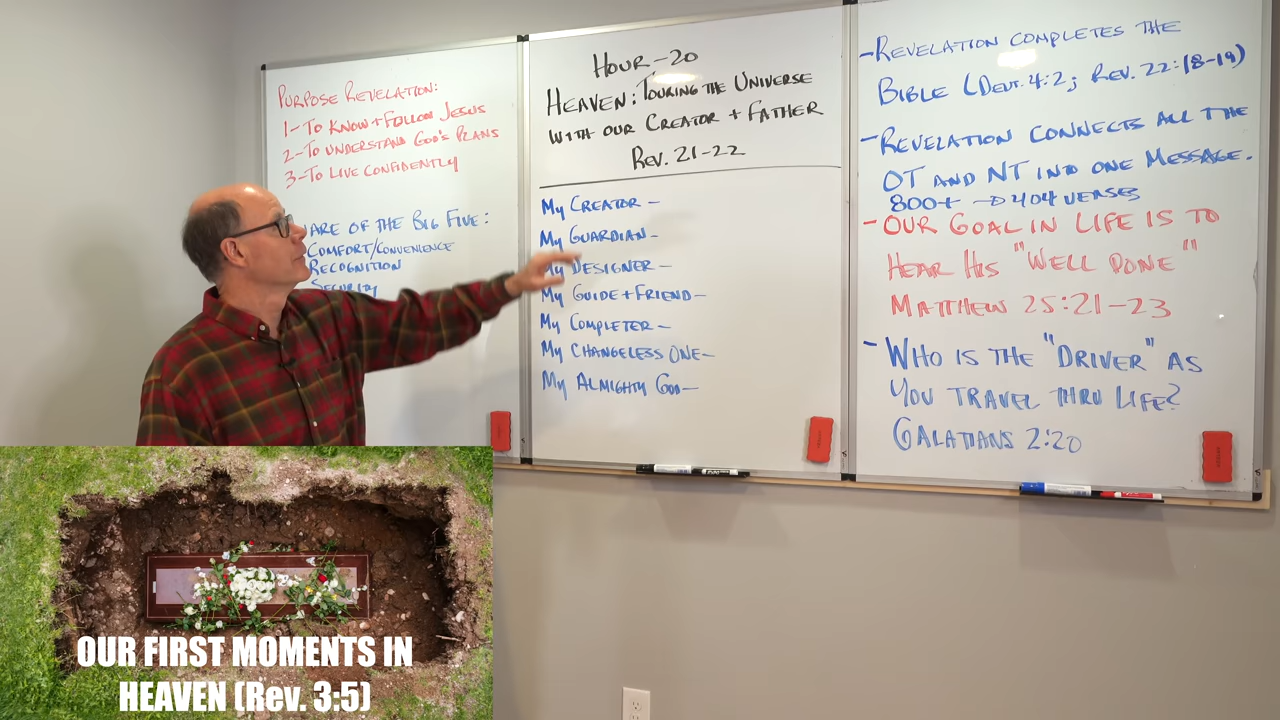 PURPOSE REVELATION:
1-TO KNOW + FOLLOW JESUS
2-TO UNDERSTAND GOD'S PLANS
3-TO LIVE CONFIDENTLY
ARE OF THE BIG FIVE:
COMFORT/CONVENIENCE
RECOGNITION
SECURITY
HOUR-20
HEAVEN: TOURING THE UNIVERSE
WITH OUR CREATOR + FATHER
REV. 21-22
MY CREATOR -
MY GUARDIAN -
MY DESIGNER -
MY GUIDE + FRIEND -
MY COMPLETER -
MY CHANGELESS ONE -
MY ALMIGHTY GOD -
- REVELATION COMPLETES THE
BIBLE (DEUT. 4:2; REV. 22:18-19)
- REVELATION CONNECTS ALL THE
OT AND NT INTO ONE MESSAGE.
800+ → 404 VERSES
- OUR GOAL IN LIFE IS TO
HEAR HIS "WELL DONE"
MATTHEW 25:21-23
- WHO IS THE "DRIVER" AS
YOU TRAVEL THRU LIFE?
GALATIANS 2:20
OUR FIRST MOMENTS IN
HEAVEN (Rev. 3:5)